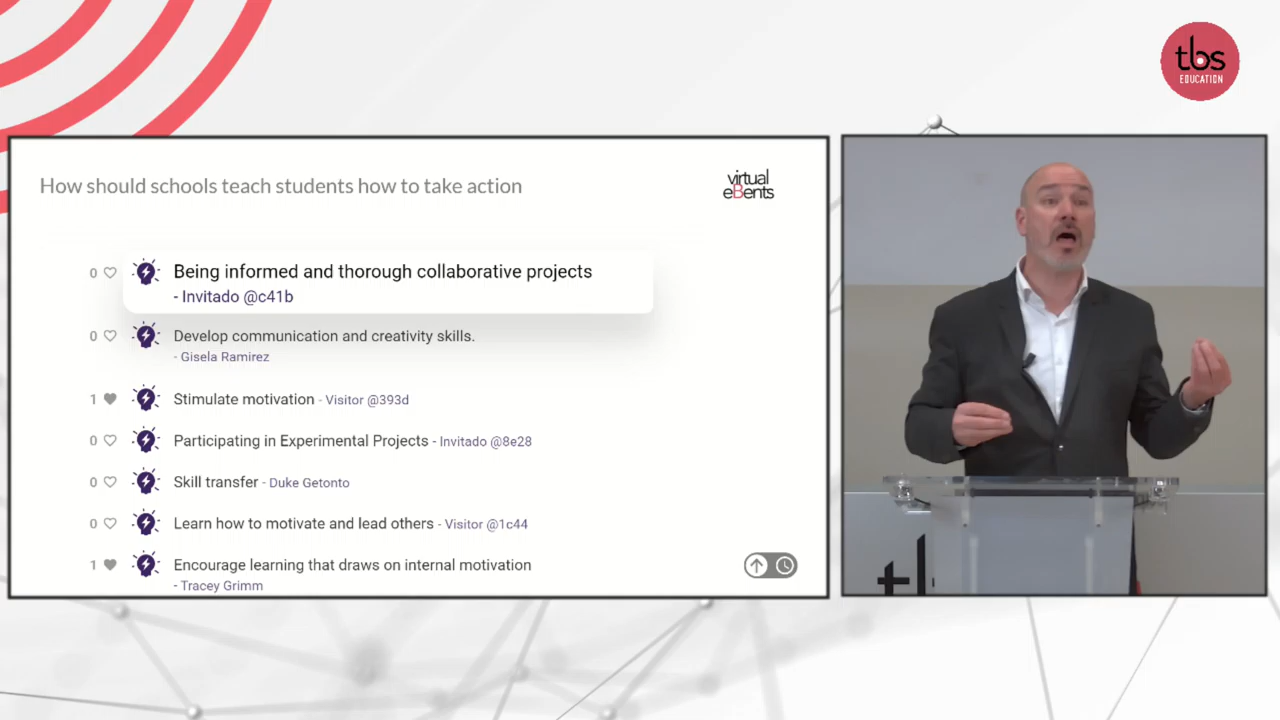 tbs
EDUCATION
How should schools teach students how to take action
virtual
eBents
0 Being informed and thorough collaborative projects
- Invitado @c41b
0 Develop communication and creativity skills.
- Gisela Ramirez
1 Stimulate motivation - Visitor @393d
0 Participating in Experimental Projects - Invitado @8e28
0 Skill transfer - Duke Getonto
0 Learn how to motivate and lead others - Visitor @1c44
1 Encourage learning that draws on internal motivation
- Tracey Grimm